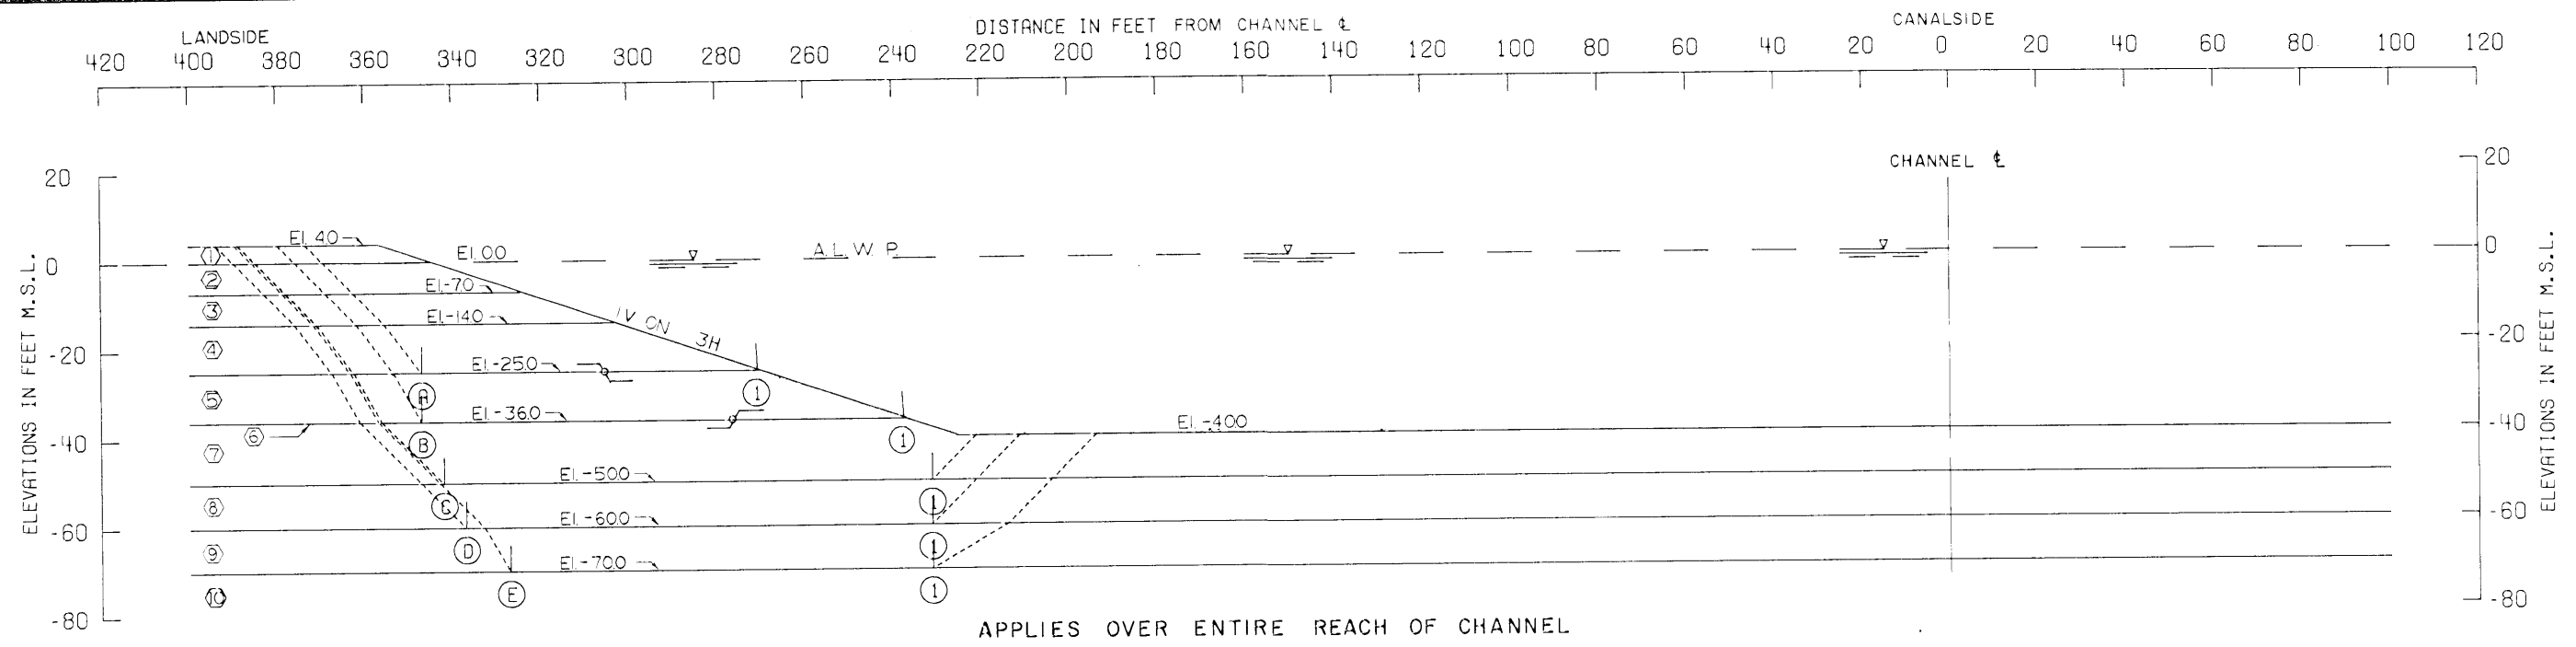 DISTANCE IN FEET FROM CHANNEL ℄
LANDSIDE
CANALSIDE
420 400 380 360 340 320 300 280 260 240 220 200 180 160 140 120 100 80 60 40 20 0 20 40 60 80 100 120
CHANNEL ℄
20 20
El. 4.0
El. 0.0
A.L.W.P.
0 0
1
2
El.-7.0
3
El.-14.0
1V ON 3H
-20 -20
4
El.-25.0
A
1
5
El.-36.0
6
B
1
El.-40.0
-40 -40
7
El.-50.0
C
1
8
El.-60.0
-60 -60
D
1
9
El.-70.0
E
1
10
-80 -80
ELEVATIONS IN FEET M.S.L.
ELEVATIONS IN FEET M.S.L.
APPLIES OVER ENTIRE REACH OF CHANNEL